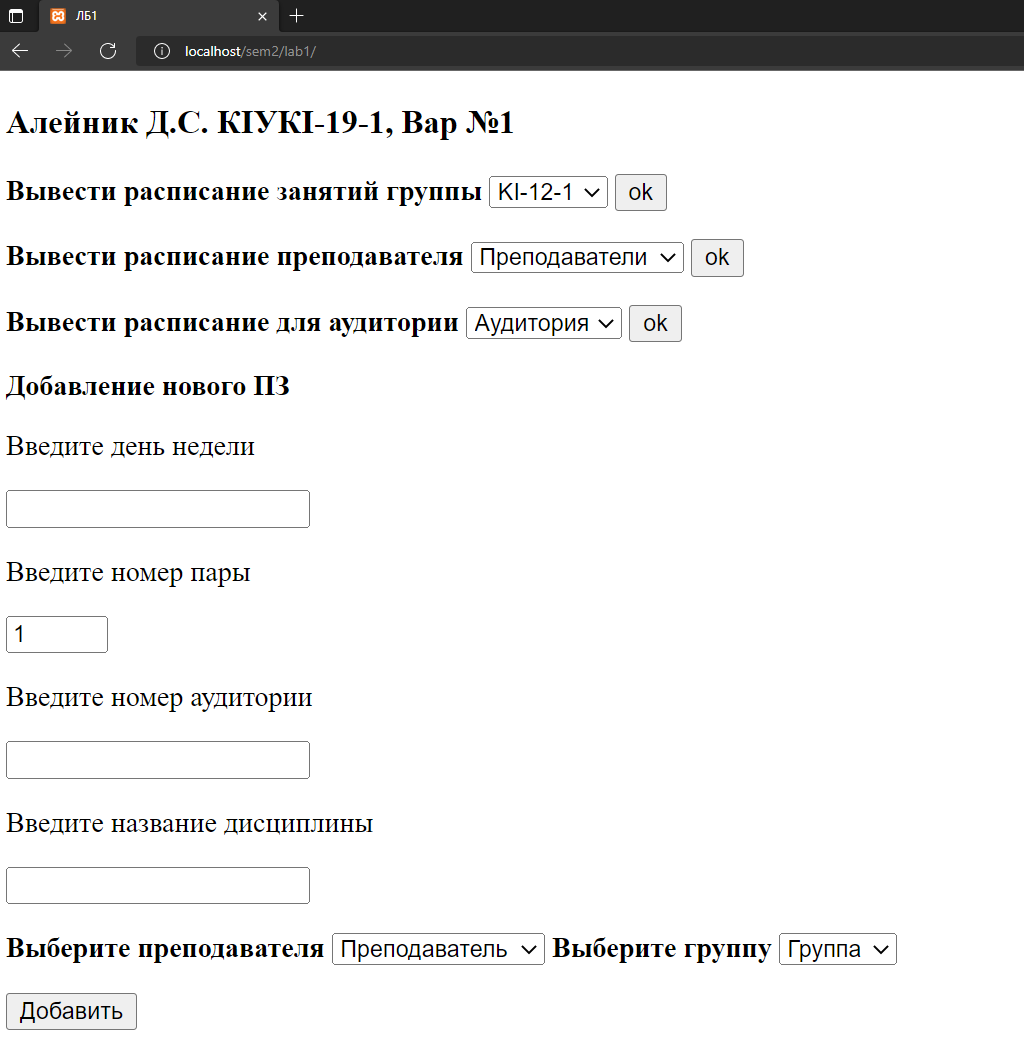 ЛБ1
localhost/sem2/lab1/
Алейник Д.С. КІУКІ-19-1, Вар №1
Вывести расписание занятий группы KI-12-1 ok
Вывести расписание преподавателя Преподаватели ok
Вывести расписание для аудитории Аудитория ok
Добавление нового ПЗ
Введите день недели
Введите номер пары
1
Введите номер аудитории
Введите название дисциплины
Выберите преподавателя Преподаватель Выберите группу Группа
Добавить